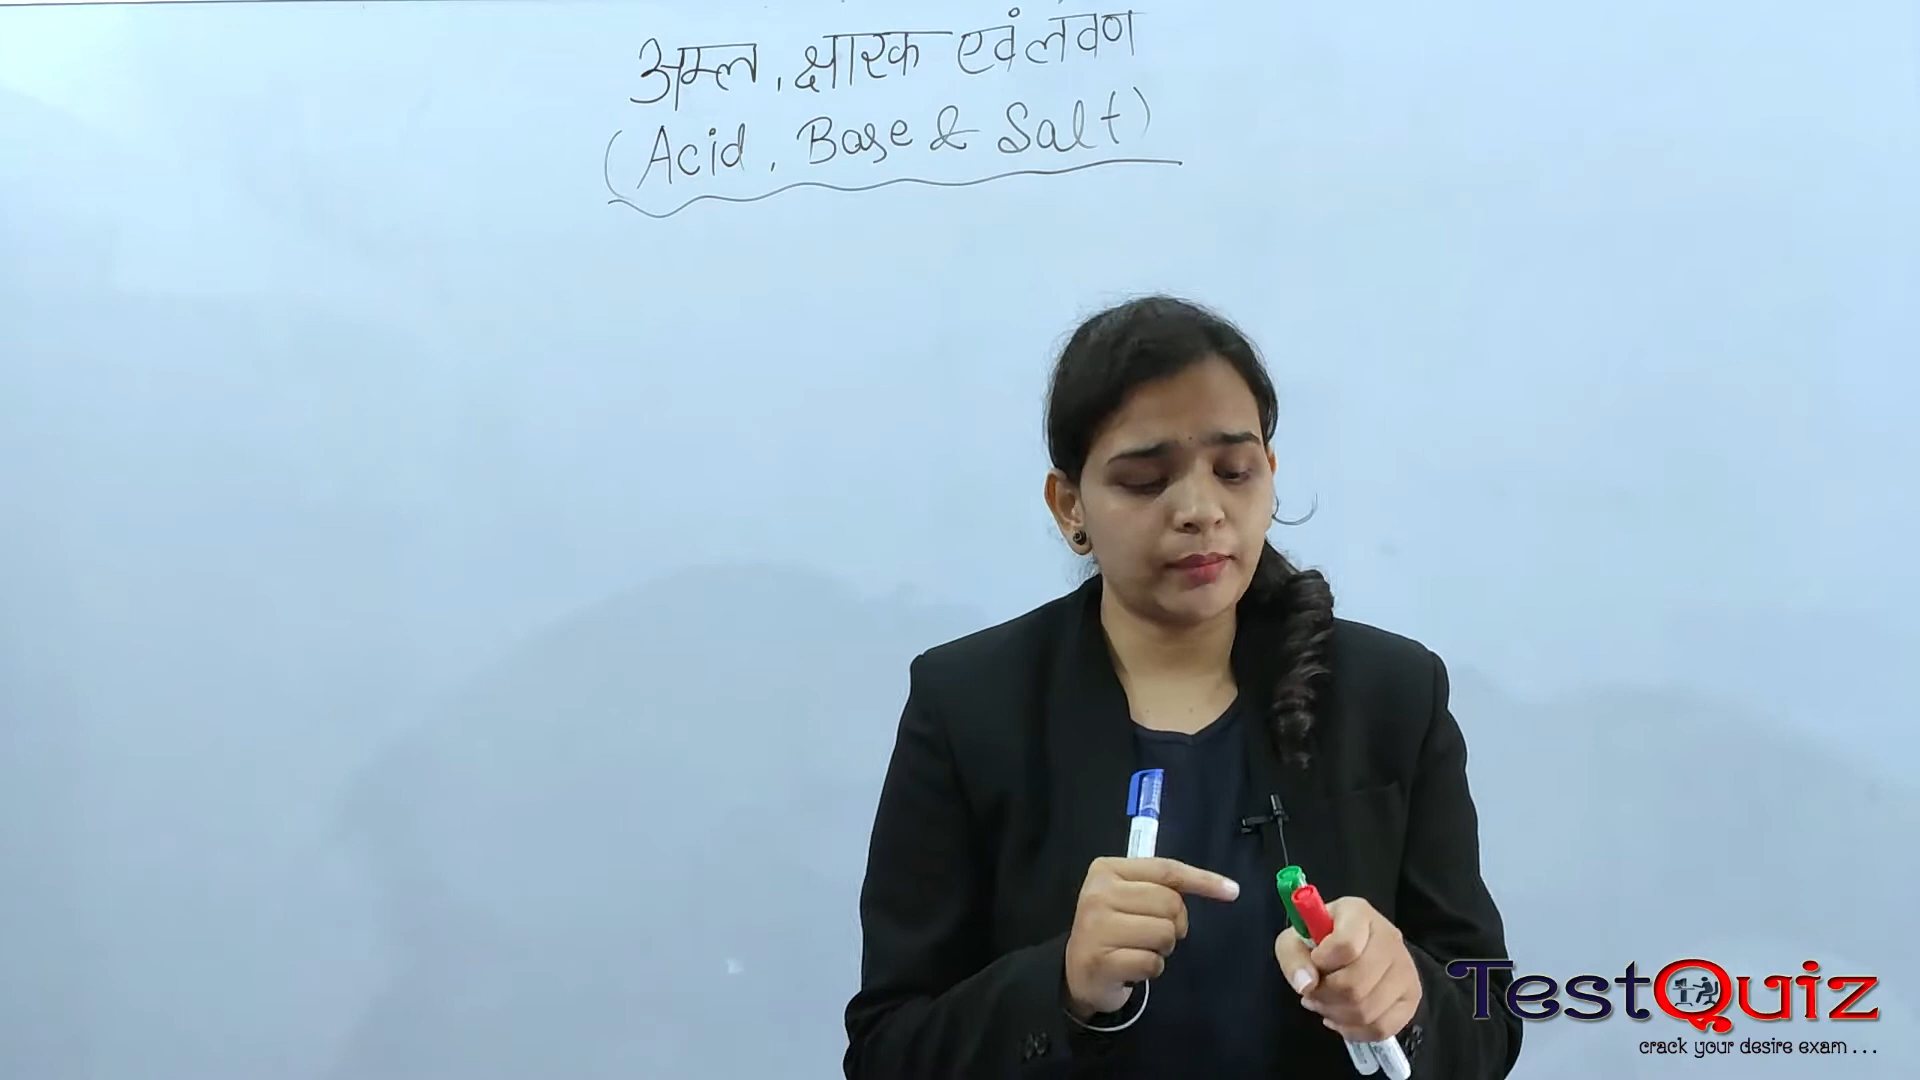 अम्ल, क्षारक एवं लवण
(Acid, Base & Salt)
TestQuiz
crack your desire exam...